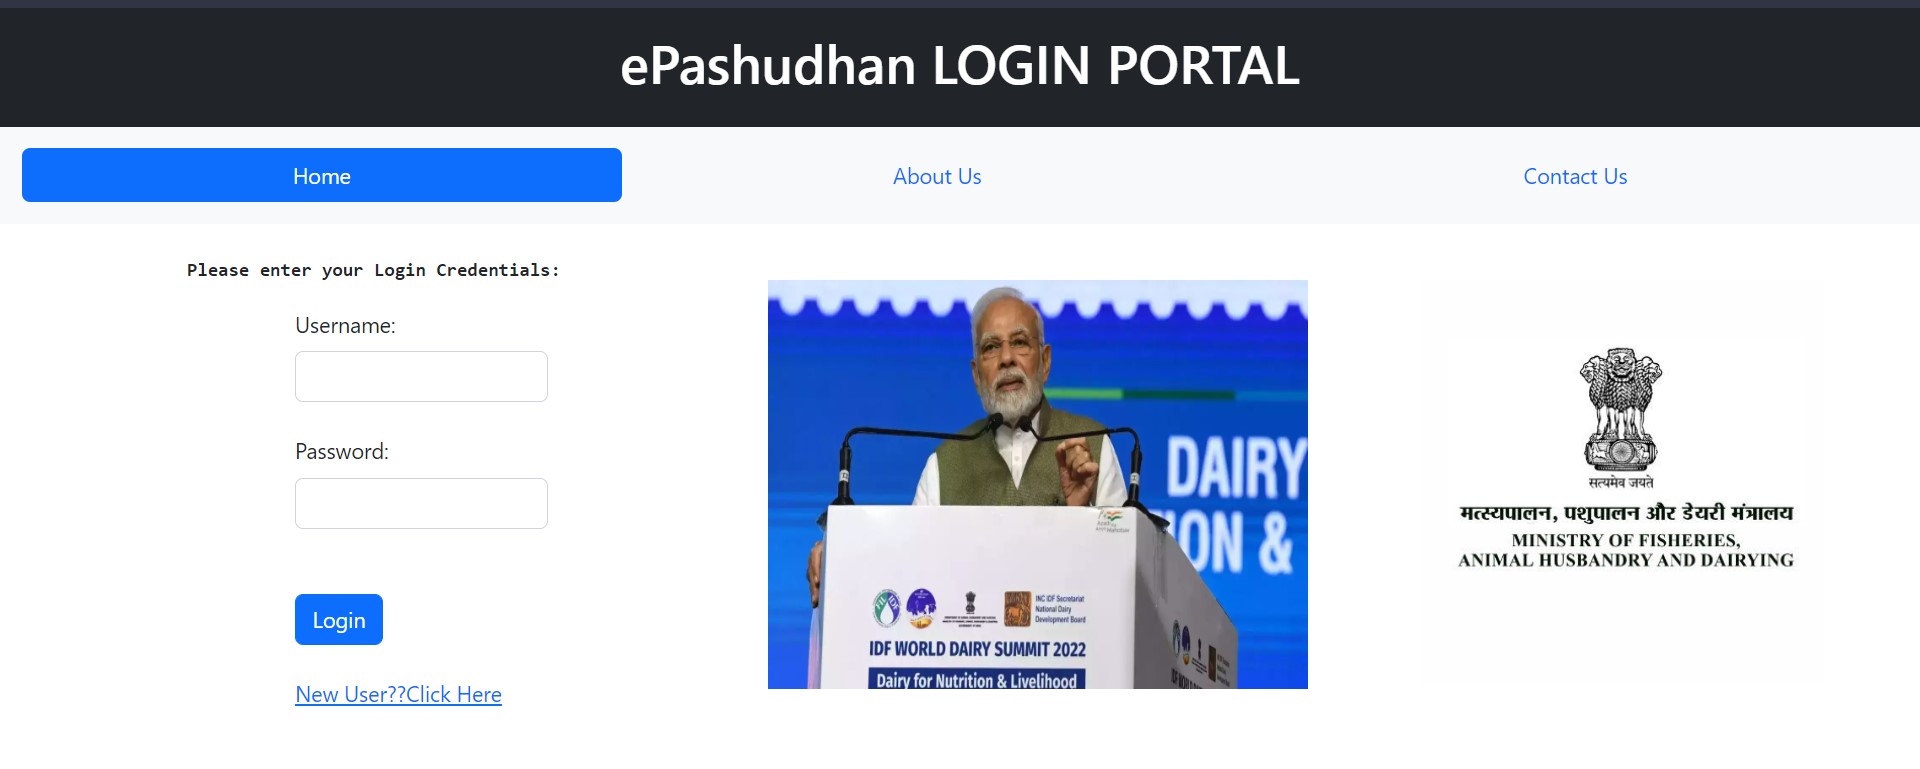 ePashudhan LOGIN PORTAL
Home
About Us
Contact Us
Please enter your Login Credentials:
Username:
Password:
Login
New User??Click Here
DAIRY
ION &
INC IDF Secretariat
National Dairy
Development Board
IDF WORLD DAIRY SUMMIT 2022
Dairy for Nutrition & Livelihood
सत्यमेव जयते
मत्स्यपालन, पशुपालन और डेयरी मंत्रालय
MINISTRY OF FISHERIES,
ANIMAL HUSBANDRY AND DAIRYING